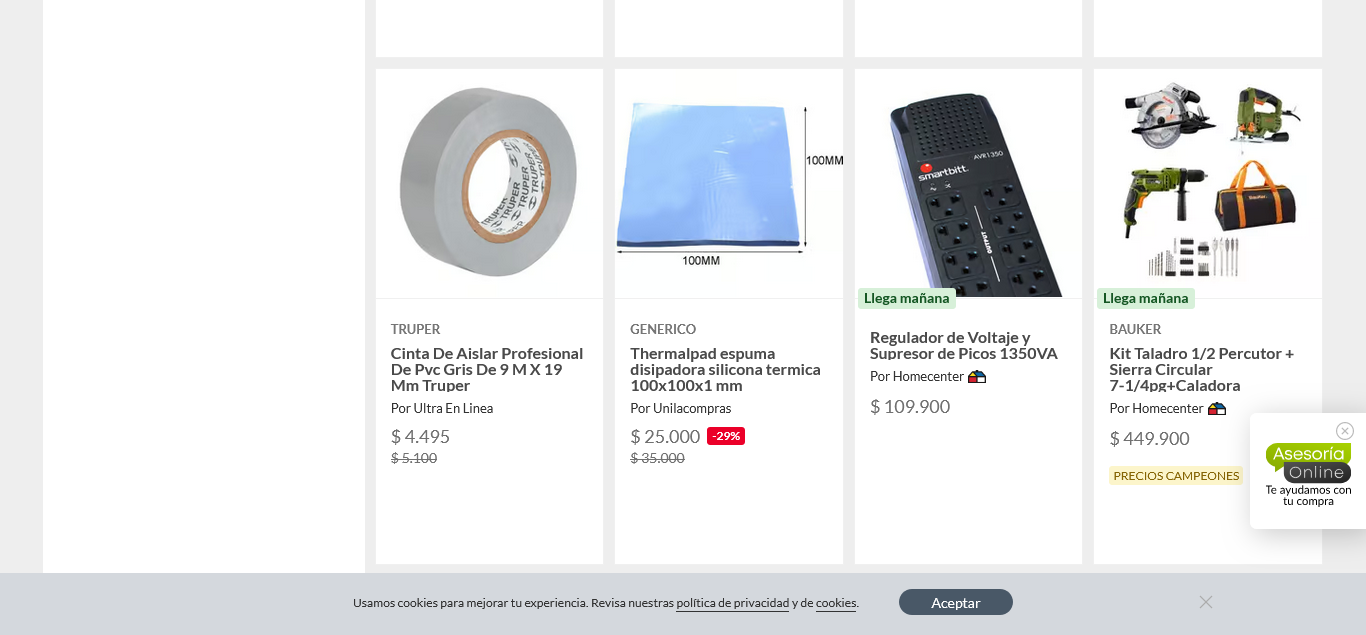 TRUPER TRUPER TRUPER
TRUPER
Cinta De Aislar Profesional
De Pvc Gris De 9 M X 19
Mm Truper
Por Ultra En Linea
$ 4.495
$ 5.100
100MM
100MM
GENERICO
Thermalpad espuma
disipadora silicona termica
100x100x1 mm
Por Unilacompras
$ 25.000 -29%
$ 35.000
AVR1350
smartbitt.
OUTPUT
Llega mañana
Regulador de Voltaje y
Supresor de Picos 1350VA
Por Homecenter
$ 109.900
Bauker
Llega mañana
BAUKER
Kit Taladro 1/2 Percutor +
Sierra Circular
7-1/4pg+Caladora
Por Homecenter
$ 449.900
PRECIOS CAMPEONES
Asesoría
Online
Te ayudamos con
tu compra
Usamos cookies para mejorar tu experiencia. Revisa nuestras política de privacidad y de cookies.
Aceptar